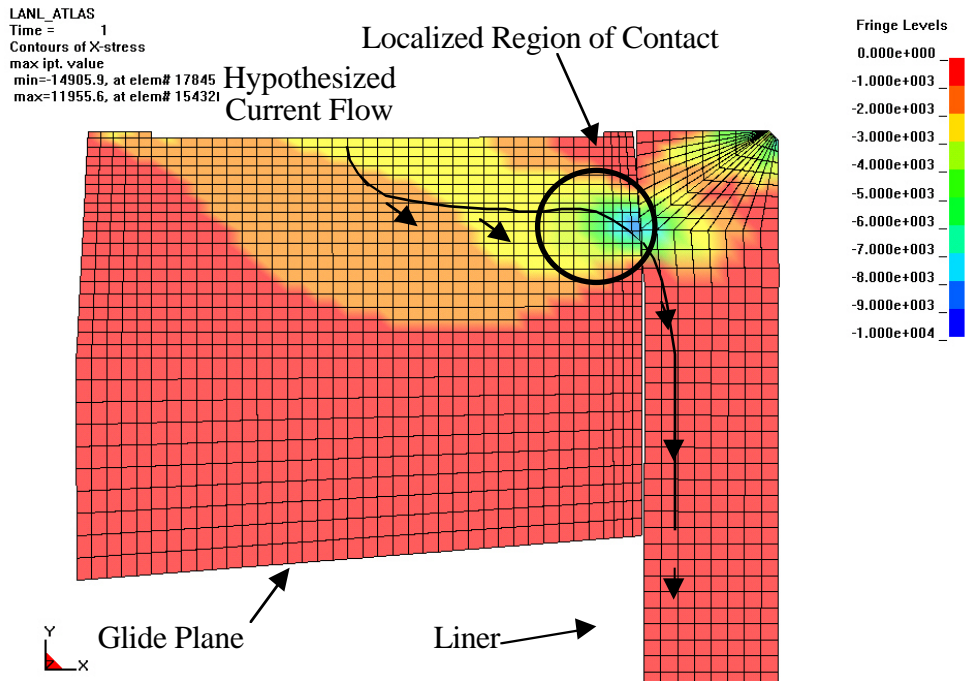 LANL_ATLAS
Time = 1
Contours of X-stress
max ipt. value
min=-14905.9, at elem# 17845
max=11955.6, at elem# 154321
Hypothesized
Current Flow
Localized Region of Contact
Fringe Levels
0.000e+000
-1.000e+003
-2.000e+003
-3.000e+003
-4.000e+003
-5.000e+003
-6.000e+003
-7.000e+003
-8.000e+003
-9.000e+003
-1.000e+004
Glide Plane
Liner
Y
Z
X